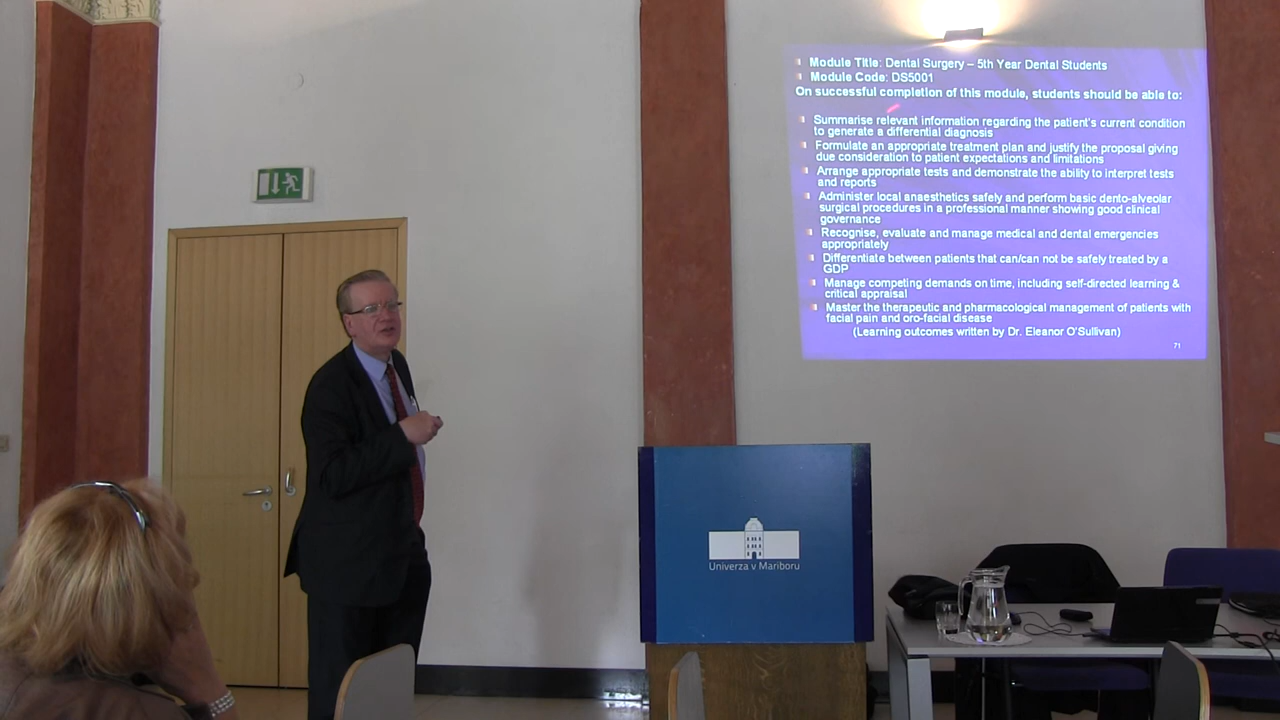 Module Title: Dental Surgery – 5th Year Dental Students
Module Code: DS5001
On successful completion of this module, students should be able to:
Summarise relevant information regarding the patient's current condition
to generate a differential diagnosis
Formulate an appropriate treatment plan and justify the proposal giving
due consideration to patient expectations and limitations
Arrange appropriate tests and demonstrate the ability to interpret tests
and reports
Administer local anaesthetics safely and perform basic dento-alveolar
surgical procedures in a professional manner showing good clinical
governance
Recognise, evaluate and manage medical and dental emergencies
appropriately
Differentiate between patients that can/can not be safely treated by a
GDP
Manage competing demands on time, including self-directed learning &
critical appraisal
Master the therapeutic and pharmacological management of patients with
facial pain and oro-facial disease
(Learning outcomes written by Dr. Eleanor O'Sullivan)
71
Univerza v Mariboru